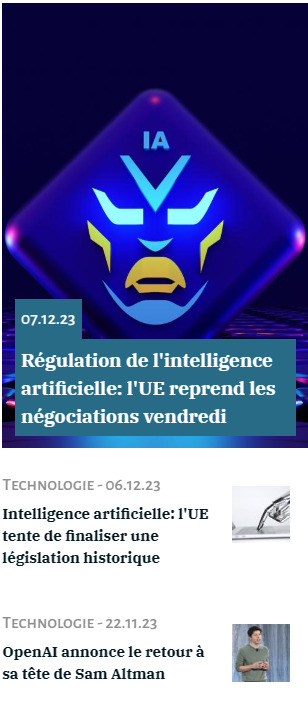 IA
07.12.23
Régulation de l'intelligence
artificielle: l'UE reprend les
négociations vendredi
Technologie - 06.12.23
Intelligence artificielle: l'UE
tente de finaliser une
législation historique
Technologie - 22.11.23
OpenAI annonce le retour à
sa tête de Sam Altman